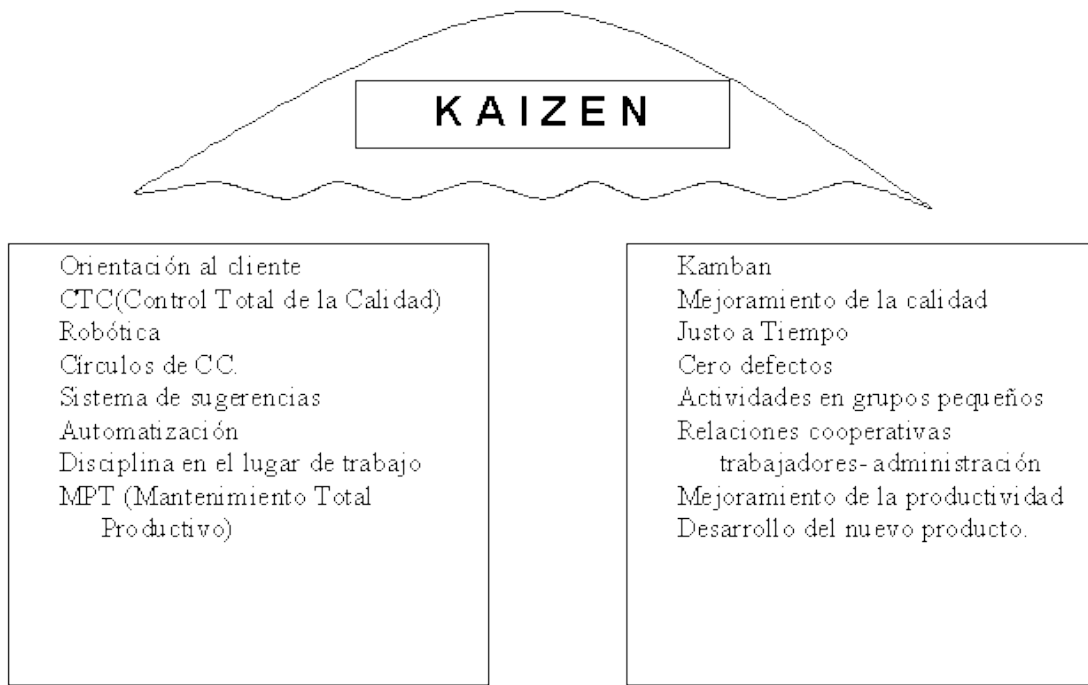 KAIZEN
Orientación al cliente
CTC(Control Total de la Calidad)
Robótica
Círculos de CC.
Sistema de sugerencias
Automatización
Disciplina en el lugar de trabajo
MPT (Mantenimiento Total
Productivo)
Kamban
Mejoramiento de la calidad
Justo a Tiempo
Cero defectos
Actividades en grupos pequeños
Relaciones cooperativas
trabajadores- administración
Mejoramiento de la productividad
Desarrollo del nuevo producto.